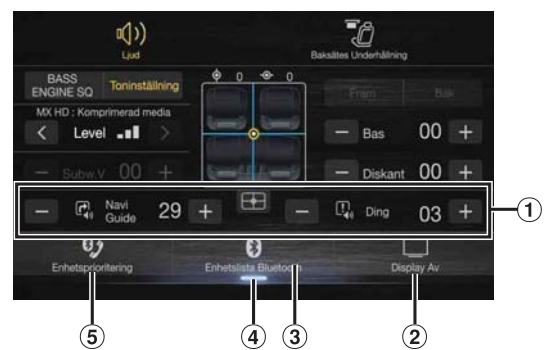 Ljud
Baksätes Underhållning
BASS ENGINE SQ
Toninställning
0 0
Fram
Bak
MX HD : Komprimerad media
< Level >
− Bas 00 +
− Subw.V 00 +
− Diskant 00 +
− Navi Guide 29 +
− Ding 03 +
1
Enhetsprioritering
Enhetslista Bluetooth
Display Av
5
4
3
2